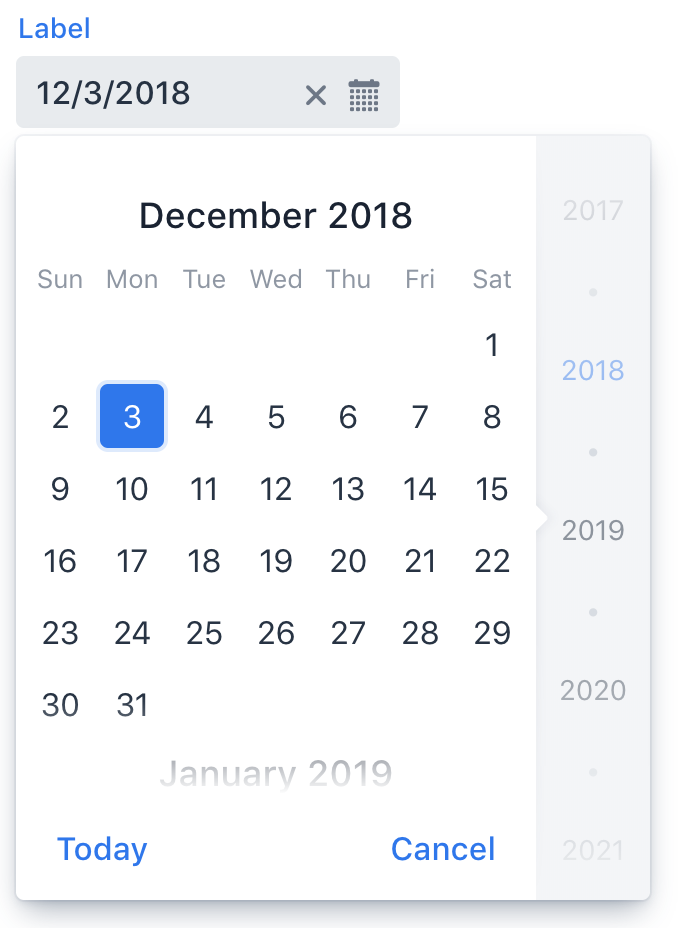 Label
12/3/2018
December 2018
Sun Mon Tue Wed Thu Fri Sat
1
2 3 4 5 6 7 8
9 10 11 12 13 14 15
16 17 18 19 20 21 22
23 24 25 26 27 28 29
30 31
January 2019
Today Cancel
2017
2018
2019
2020
2021